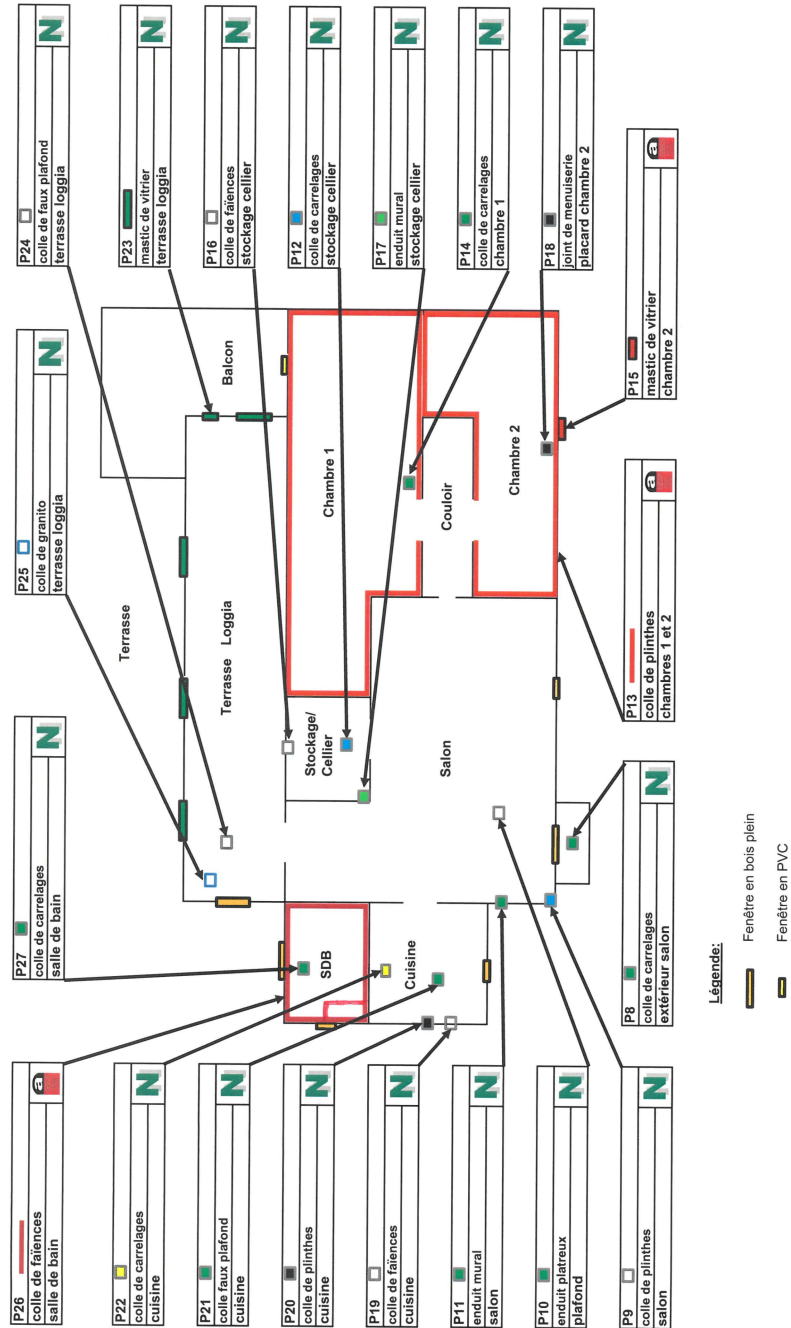 P26
colle de faïences
salle de bain
a
P27
colle de carrelages
salle de bain
N
P25
colle de granito
terrasse loggia
N
P24
colle de faux plafond
terrasse loggia
N
P22
colle de carrelages
cuisine
N
P21
colle faux plafond
cuisine
N
P20
colle de plinthes
cuisine
N
P19
colle de faïences
cuisine
N
P11
enduit mural
salon
N
P10
enduit platreux
plafond
N
P9
colle de plinthes
salon
N
Terrasse
Balcon
Terrasse Loggia
SDB
Stockage/
Cellier
Chambre 1
Cuisine
Salon
Couloir
Chambre 2
P23
mastic de vitrier
terrasse loggia
N
P16
colle de faïences
stockage cellier
N
P12
colle de carrelages
stockage cellier
N
P17
enduit mural
stockage cellier
N
P14
colle de carrelages
chambre 1
N
P18
joint de menuiserie
placard chambre 2
N
P8
colle de carrelages
extérieur salon
N
P13
colle de plinthes
chambres 1 et 2
a
P15
mastic de vitrier
chambre 2
a
Légende:
Fenêtre en bois plein
Fenêtre en PVC